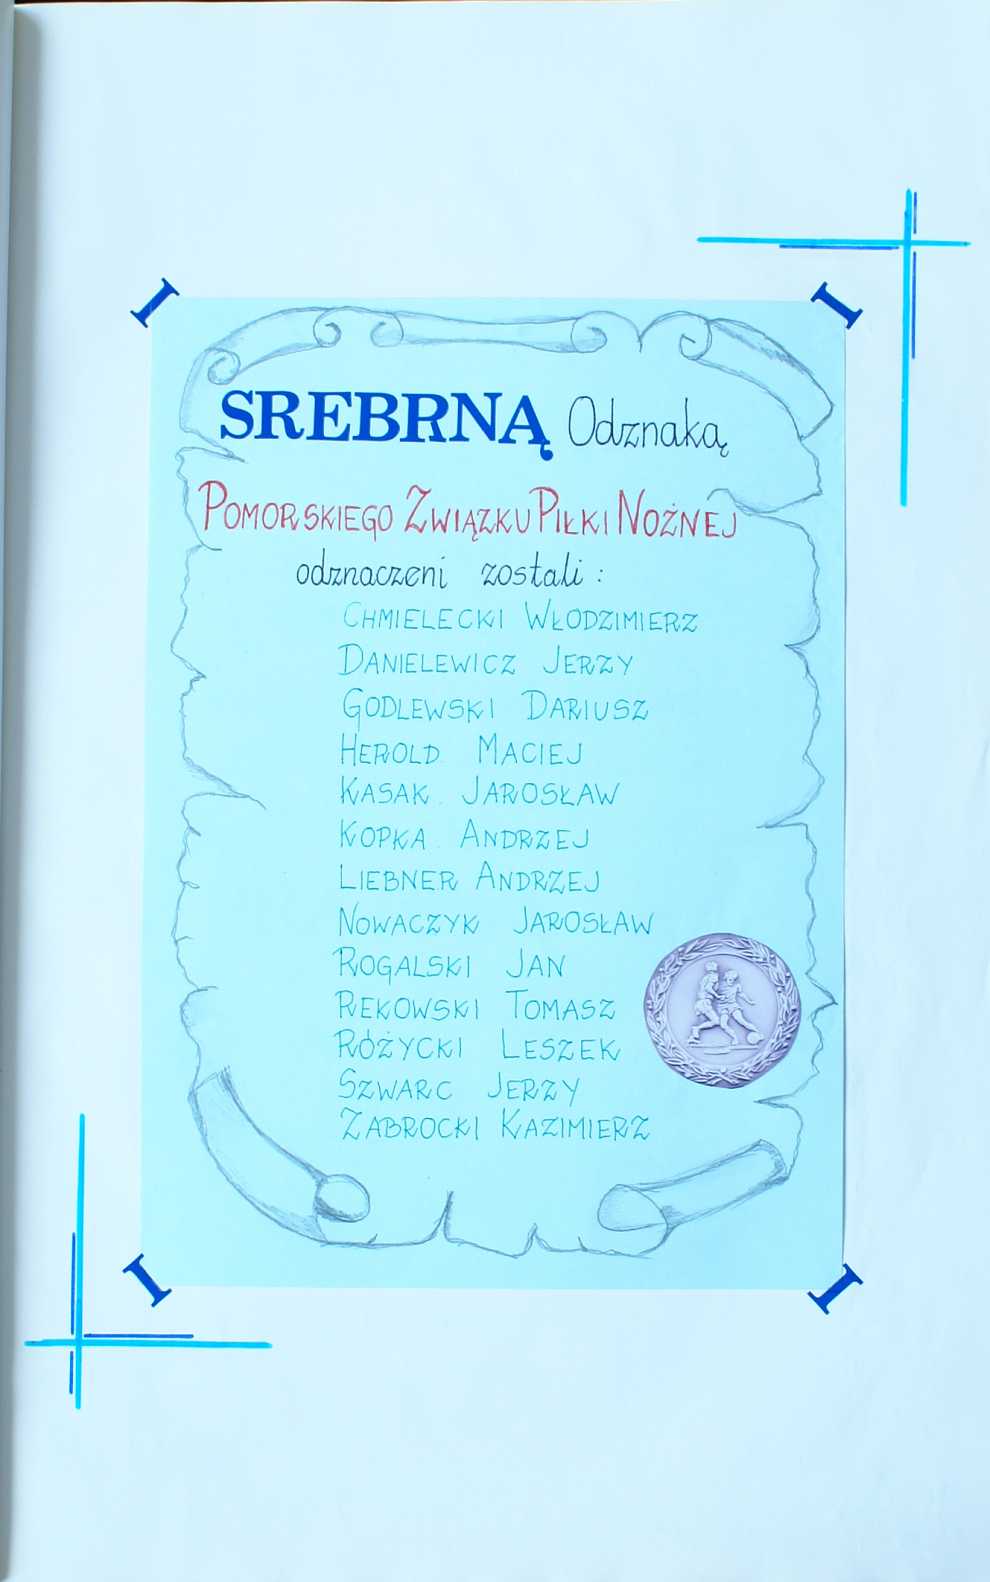 SREBRNĄ Odznaką
POMORSKIEGO ZWIĄZKU PIŁKI NOŻNEJ
odznaczeni zostali :
CHMIELECKI WŁODZIMIERZ
DANIELEWICZ JERZY
GODLEWSKI DARIUSZ
HEROLD MACIEJ
KASAK JAROSŁAW
KOPKA ANDRZEJ
LIEBNER ANDRZEJ
NOWACZYK JAROSŁAW
ROGALSKI JAN
REKOWSKI TOMASZ
RÓŻYCKI LESZEK
SZWARC JERZY
ZABROCKI KAZIMIERZ